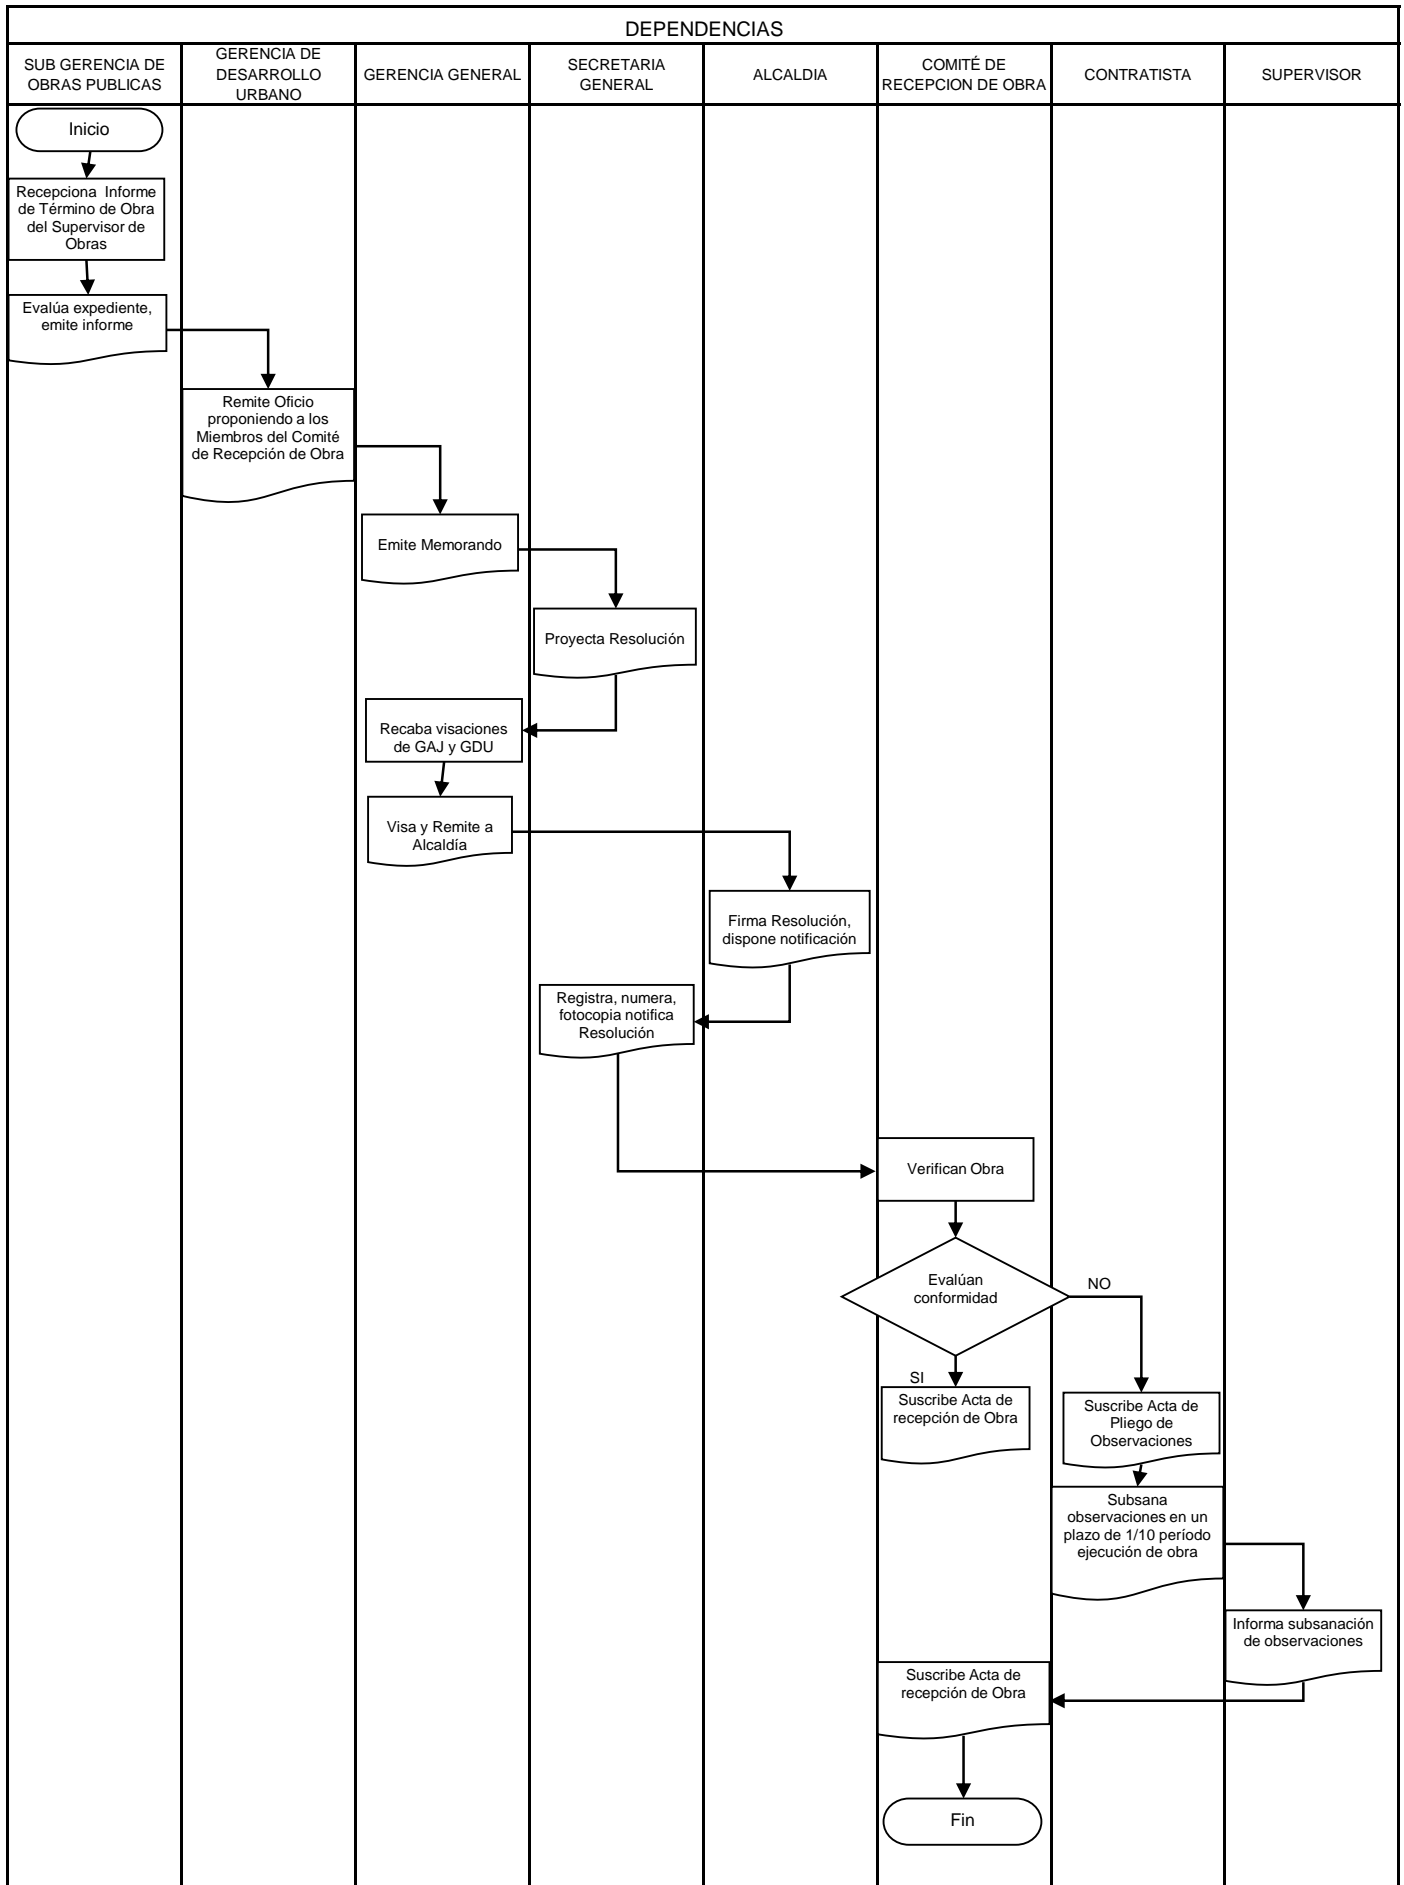 DEPENDENCIAS
SUB GERENCIA DE
OBRAS PUBLICAS
GERENCIA DE
DESARROLLO
URBANO
GERENCIA GENERAL
SECRETARIA
GENERAL
ALCALDIA
COMITÉ DE
RECEPCION DE OBRA
CONTRATISTA
SUPERVISOR
Inicio
Recepciona Informe
de Término de Obra
del Supervisor de
Obras
Evalúa expediente,
emite informe
Remite Oficio
proponiendo a los
Miembros del Comité
de Recepción de Obra
Emite Memorando
Proyecta Resolución
Recaba visaciones
de GAJ y GDU
Visa y Remite a
Alcaldía
Firma Resolución,
dispone notificación
Registra, numera,
fotocopia notifica
Resolución
Verifican Obra
Evalúan
conformidad
NO
SI
Suscribe Acta de
recepción de Obra
Suscribe Acta de
Pliego de
Observaciones
Subsana
observaciones en un
plazo de 1/10 período
ejecución de obra
Informa subsanación
de observaciones
Suscribe Acta de
recepción de Obra
Fin